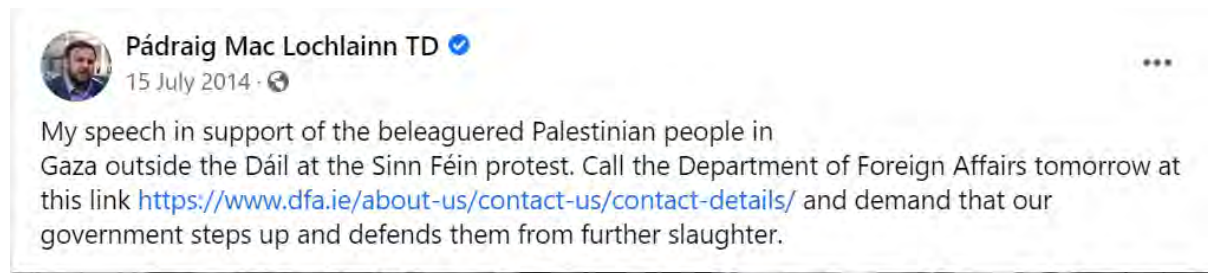 Pádraig Mac Lochlainn TD
15 July 2014 ·
My speech in support of the beleaguered Palestinian people in
Gaza outside the Dáil at the Sinn Féin protest. Call the Department of Foreign Affairs tomorrow at
this link https://www.dfa.ie/about-us/contact-us/contact-details/ and demand that our
government steps up and defends them from further slaughter.